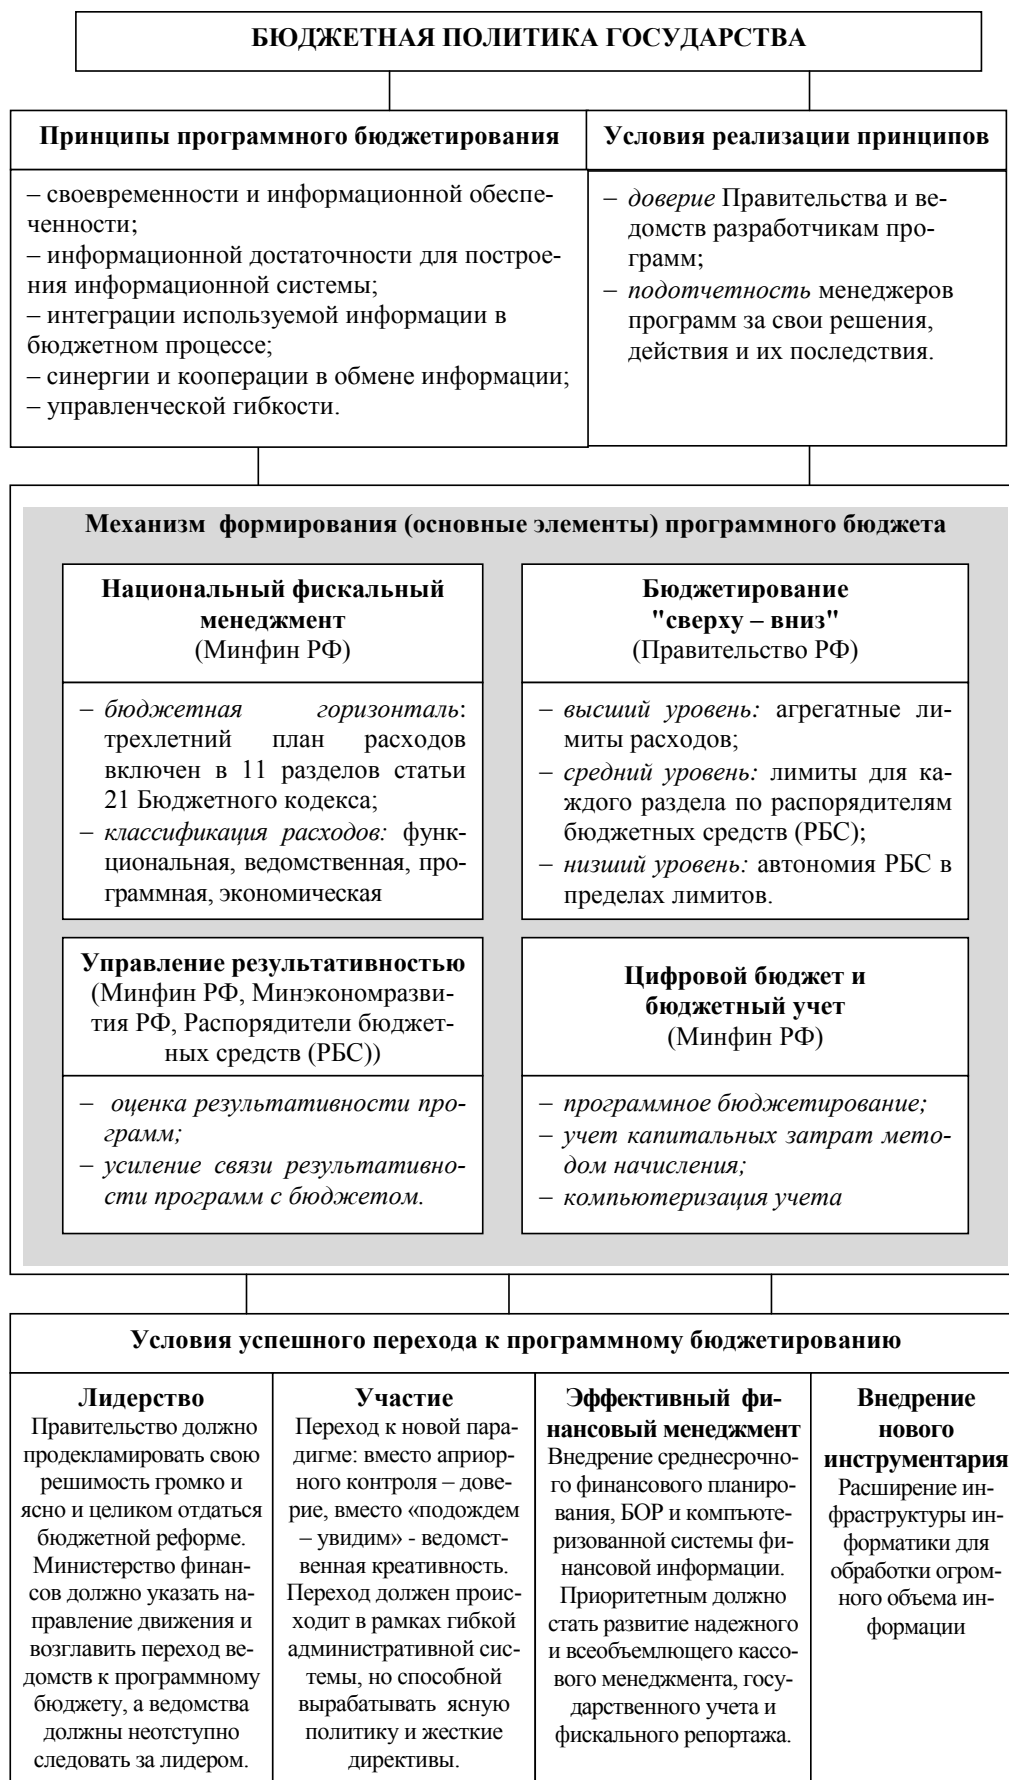 БЮДЖЕТНАЯ ПОЛИТИКА ГОСУДАРСТВА
Принципы программного бюджетирования
– своевременности и информационной обеспе-
ченности;
– информационной достаточности для построе-
ния информационной системы;
– интеграции используемой информации в
бюджетном процессе;
– синергии и кооперации в обмене информации;
– управленческой гибкости.
Условия реализации принципов
– доверие Правительства и ве-
домств разработчикам про-
грамм;
– подотчетность менеджеров
программ за свои решения,
действия и их последствия.
Механизм формирования (основные элементы) программного бюджета
Национальный фискальный
менеджмент
(Минфин РФ)
– бюджетная горизонталь:
трехлетний план расходов
включен в 11 разделов статьи
21 Бюджетного кодекса;
– классификация расходов: функ-
циональная, ведомственная, про-
граммная, экономическая
Бюджетирование
"сверху – вниз"
(Правительство РФ)
– высший уровень: агрегатные ли-
миты расходов;
– средний уровень: лимиты для ка-
ждого раздела по распорядителям
бюджетных средств (РБС);
– низший уровень: автономия РБС в
пределах лимитов.
Управление результативностью
(Минфин РФ, Минэкономразви-
тия РФ, Распорядители бюджет-
ных средств (РБС))
– оценка результативности про-
грамм;
– усиление связи результативно-
сти программ с бюджетом.
Цифровой бюджет и
бюджетный учет
(Минфин РФ)
– программное бюджетирование;
– учет капитальных затрат мето-
дом начисления;
– компьютеризация учета
Условия успешного перехода к программному бюджетированию
Лидерство
Правительство должно
продекламировать свою
решимость громко и
ясно и целиком отдаться
бюджетной реформе.
Министерство финан-
сов должно указать на-
правление движения и
возглавить переход ве-
домств к программному
бюджету, а ведомства
должны неотступно
следовать за лидером.
Участие
Переход к новой пара-
дигме: вместо априор-
ного контроля – дове-
рие, вместо «подождем
– увидим» - ведомст-
венная креативность.
Переход должен проис-
ходит в рамках гибкой
административной сис-
темы, но способной
вырабатывать ясную
политику и жесткие
директивы.
Эффективный фи-
нансовый менеджмент
Внедрение среднесрочно-
го финансового планиро-
вания, БОР и компъюте-
ризованной системы фи-
нансовой информации.
Приоритетным должно
стать развитие надежного
и всеобъемлющего кассо-
вого менеджмента, госу-
дарственного учета и
фискального репортажа.
Внедрение
нового
инструментария
Расширение ин-
фраструктуры ин-
форматики для
обработки огром-
ного объема ин-
формации